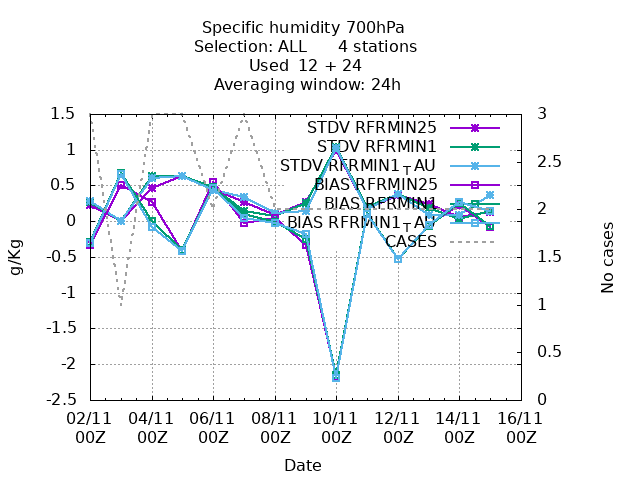 Specific humidity 700hPa
Selection: ALL 4 stations
Used 12 + 24
Averaging window: 24h
1.5
1
0.5
0
-0.5
-1
-1.5
-2
-2.5
g/Kg
3
2.5
2
1.5
1
0.5
0
No cases
STDV RFRMIN25
STDV RFRMIN1
STDV RFRMIN1_T AU
BIAS RFRMIN25
BIAS RFRMIN1
BIAS RFRMIN1_T AU
CASES
02/11 04/11 06/11 08/11 10/11 12/11 14/11 16/11
00Z 00Z 00Z 00Z 00Z 00Z 00Z 00Z
Date